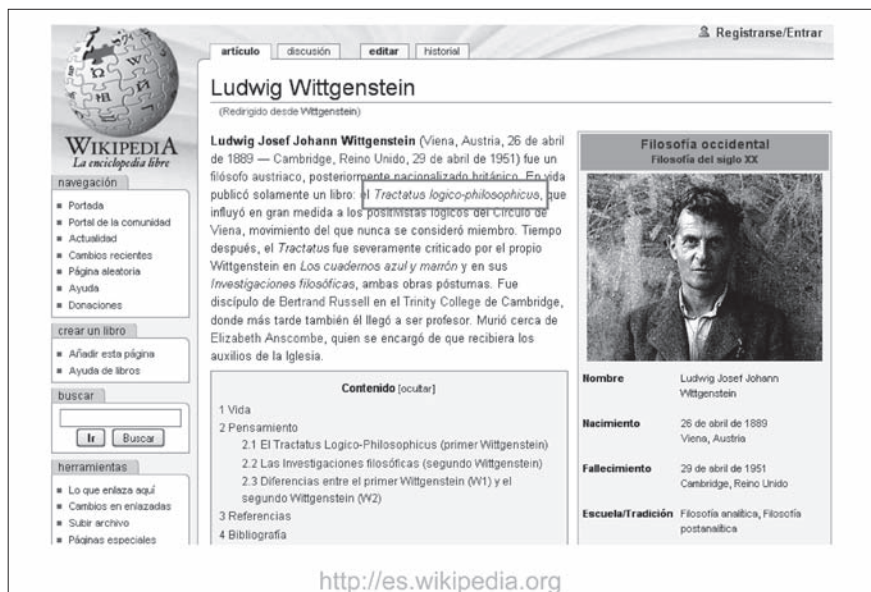 Registrarse/Entrar
artículo discusión editar historial
WIKIPEDIA
La enciclopedia libre
navegación
Portada
Portal de la comunidad
Actualidad
Cambios recientes
Página aleatoria
Ayuda
Donaciones
crear un libro
Añadir esta página
Ayuda de libros
buscar
Ir Buscar
herramientas
Lo que enlaza aquí
Cambios en enlazadas
Subir archivo
Páginas especiales
Ludwig Wittgenstein
(Redirigido desde Wittgenstein)
Ludwig Josef Johann Wittgenstein (Viena, Austria, 26 de abril
de 1889 — Cambridge, Reino Unido, 29 de abril de 1951) fue un
filósofo austriaco, posteriormente nacionalizado británico. En vida
publicó solamente un libro: el Tractatus logico-philosophicus, que
influyó en gran medida a los positivistas lógicos del Círculo de
Viena, movimiento del que nunca se consideró miembro. Tiempo
después, el Tractatus fue severamente criticado por el propio
Wittgenstein en Los cuadernos azul y marrón y en sus
Investigaciones filosóficas, ambas obras póstumas. Fue
discípulo de Bertrand Russell en el Trinity College de Cambridge,
donde más tarde también él llegó a ser profesor. Murió cerca de
Elizabeth Anscombe, quien se encargó de que recibiera los
auxilios de la Iglesia.
Contenido [ocultar]
1 Vida
2 Pensamiento
2.1 El Tractatus Logico-Philosophicus (primer Wittgenstein)
2.2 Las Investigaciones filosóficas (segundo Wittgenstein)
2.3 Diferencias entre el primer Wittgenstein (W1) y el
segundo Wittgenstein (W2)
3 Referencias
4 Bibliografía
Filosofía occidental
Filosofía del siglo XX
Nombre Ludwig Josef Johann
Wittgenstein
Nacimiento 26 de abril de 1889
Viena, Austria
Fallecimiento 29 de abril de 1951
Cambridge, Reino Unido
Escuela/Tradición Filosofía analítica, Filosofía
postanalítica
http://es.wikipedia.org